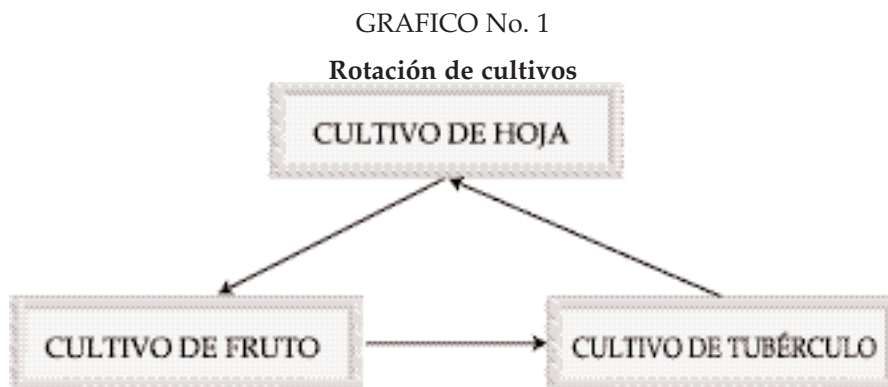 GRAFICO No. 1
Rotación de cultivos
CULTIVO DE HOJA
CULTIVO DE FRUTO
CULTIVO DE TUBÉRCULO